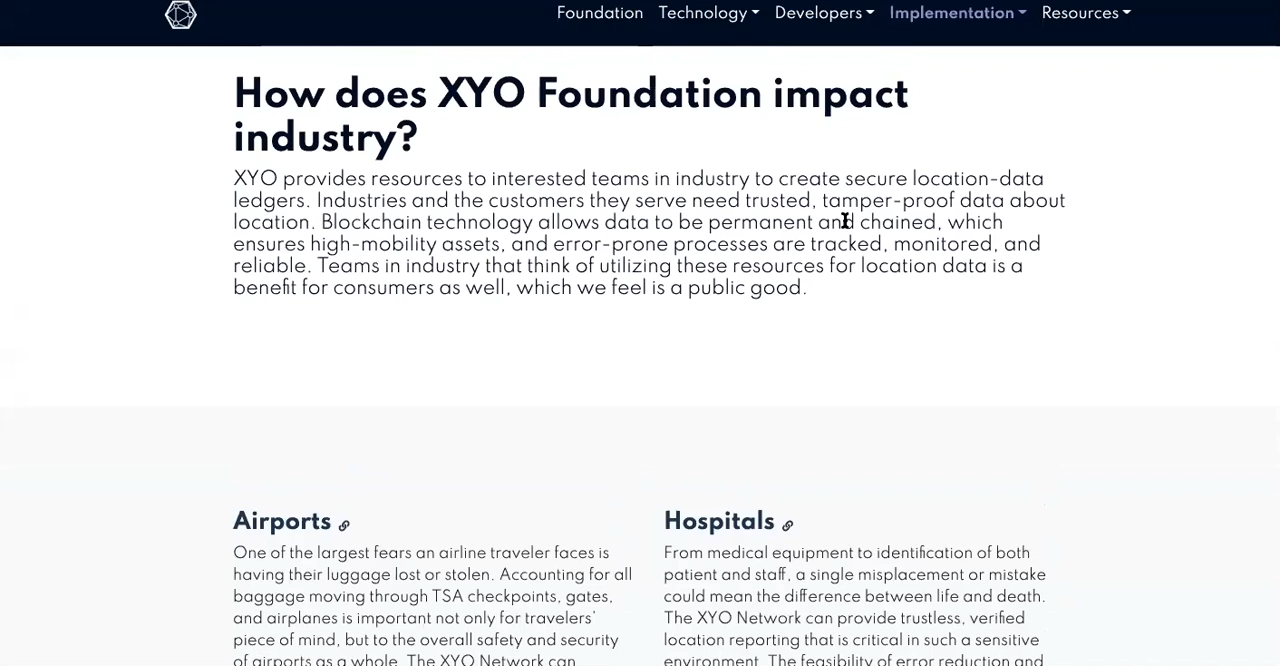 Foundation Technology Developers Implementation Resources
How does XYO Foundation impact
industry?
XYO provides resources to interested teams in industry to create secure location-data
ledgers. Industries and the customers they serve need trusted, tamper-proof data about
location. Blockchain technology allows data to be permanent and chained, which
ensures high-mobility assets, and error-prone processes are tracked, monitored, and
reliable. Teams in industry that think of utilizing these resources for location data is a
benefit for consumers as well, which we feel is a public good.
Airports
One of the largest fears an airline traveler faces is
having their luggage lost or stolen. Accounting for all
baggage moving through TSA checkpoints, gates,
and airplanes is important not only for travelers'
piece of mind, but to the overall safety and security
of airports as a whole. The XYO Network can
Hospitals
From medical equipment to identification of both
patient and staff, a single misplacement or mistake
could mean the difference between life and death.
The XYO Network can provide trustless, verified
location reporting that is critical in such a sensitive
environment. The feasibility of error reduction and